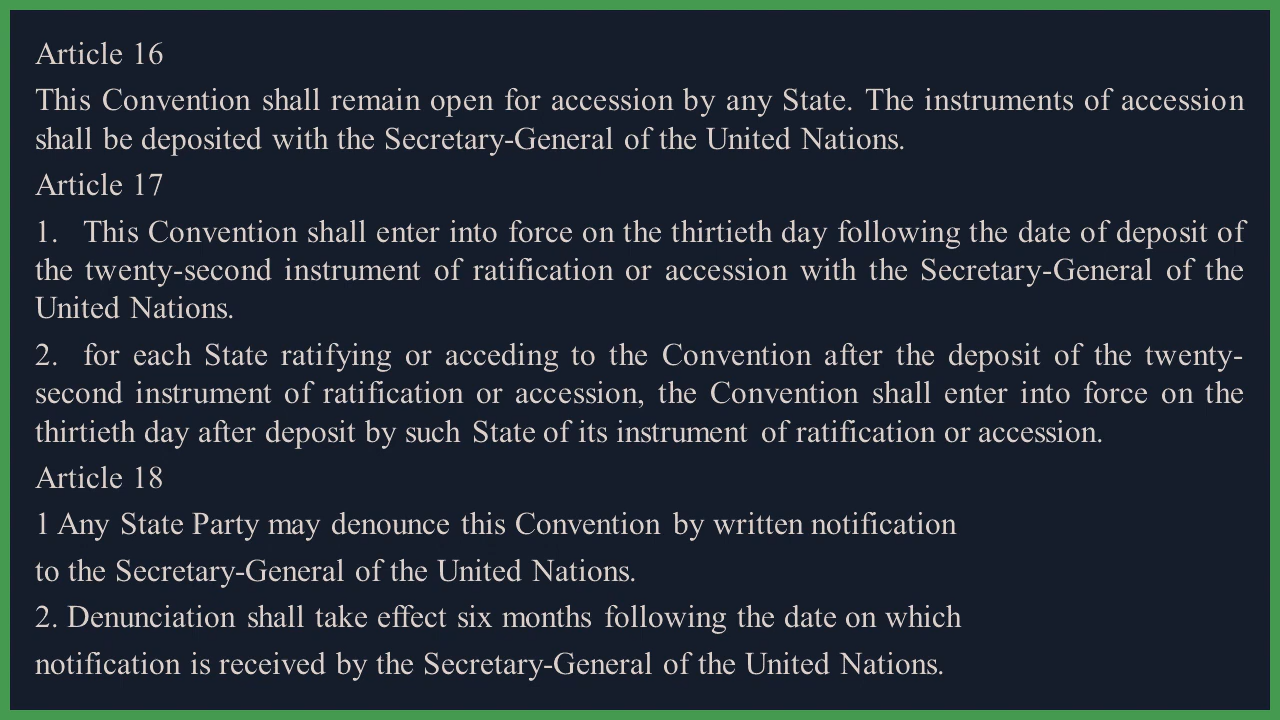 Article 16
This Convention shall remain open for accession by any State. The instruments of accession
shall be deposited with the Secretary-General of the United Nations.
Article 17
1. This Convention shall enter into force on the thirtieth day following the date of deposit of
the twenty-second instrument of ratification or accession with the Secretary-General of the
United Nations.
2. for each State ratifying or acceding to the Convention after the deposit of the twenty-
second instrument of ratification or accession, the Convention shall enter into force on the
thirtieth day after deposit by such State of its instrument of ratification or accession.
Article 18
1 Any State Party may denounce this Convention by written notification
to the Secretary-General of the United Nations.
2. Denunciation shall take effect six months following the date on which
notification is received by the Secretary-General of the United Nations.